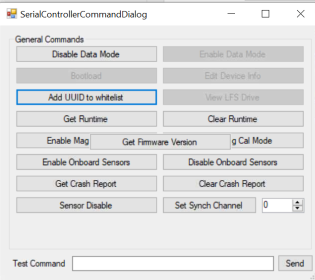 SerialControllerCommandDialog
General Commands
Disable Data Mode Enable Data Mode
Bootload Edit Device Info
Add UUID to whitelist View LFS Drive
Get Runtime Clear Runtime
Enable Mag Get Firmware Version g Cal Mode
Enable Onboard Sensors Disable Onboard Sensors
Get Crash Report Clear Crash Report
Sensor Disable Set Synch Channel 0
Test Command Send